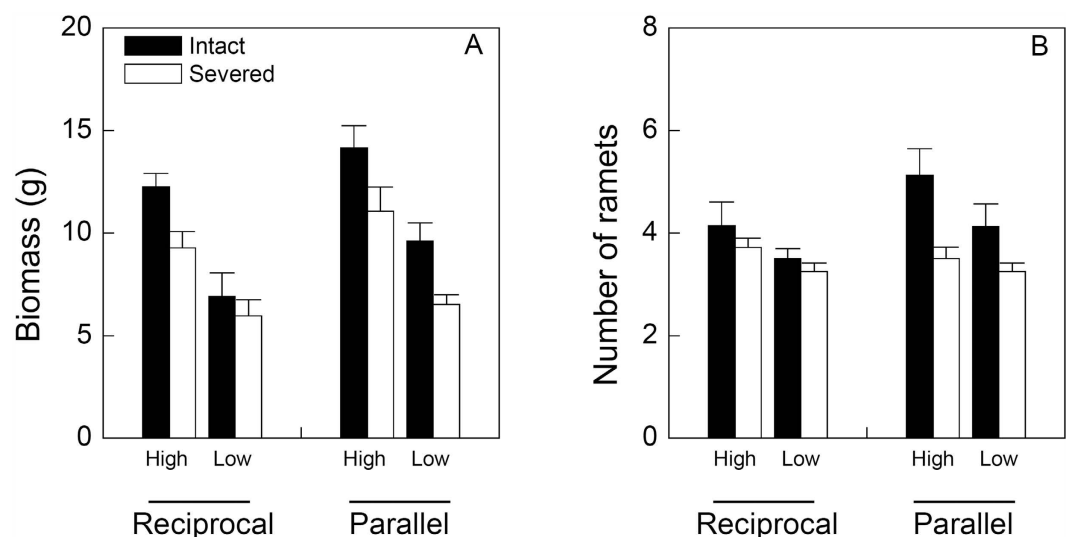 A
Intact
Severed
Biomass (g)
20
15
10
5
0
High Low High Low
Reciprocal Parallel
B
Number of ramets
8
6
4
2
0
High Low High Low
Reciprocal Parallel